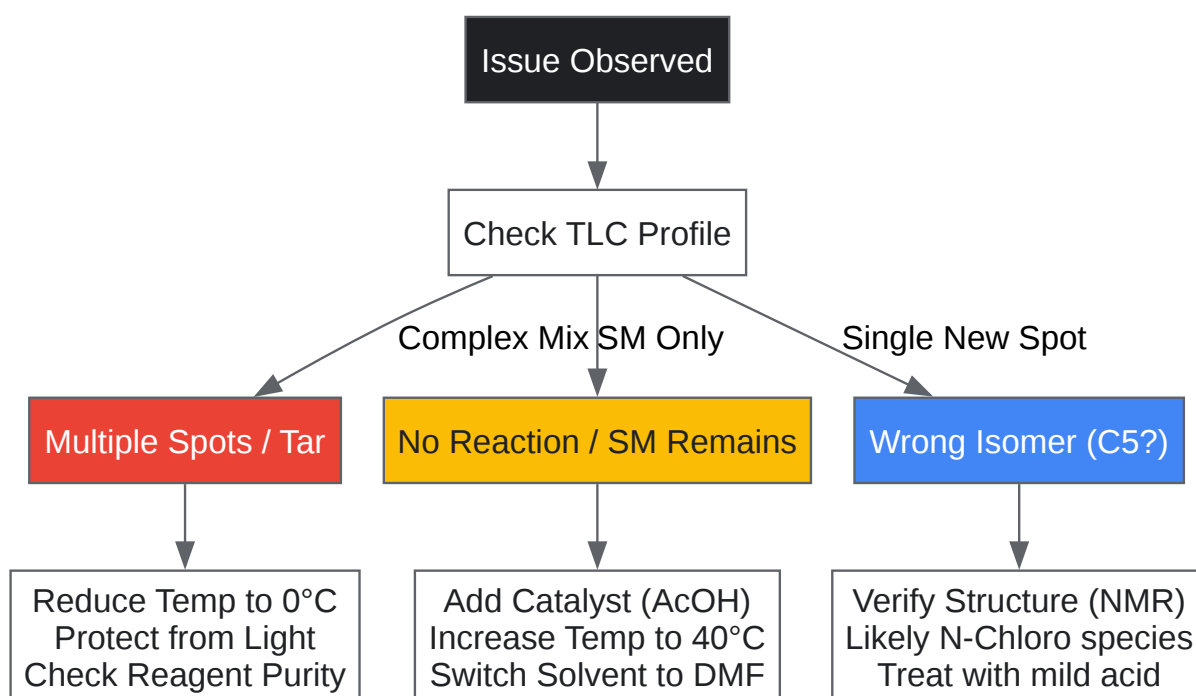 Issue Observed
Check TLC Profile
Complex Mix
SM Only
Single New Spot
Multiple Spots / Tar
No Reaction / SM Remains
Wrong Isomer (C5?)
Reduce Temp to 0°C
Protect from Light
Check Reagent Purity
Add Catalyst (AcOH)
Increase Temp to 40°C
Switch Solvent to DMF
Verify Structure (NMR)
Likely N-Chloro species
Treat with mild acid